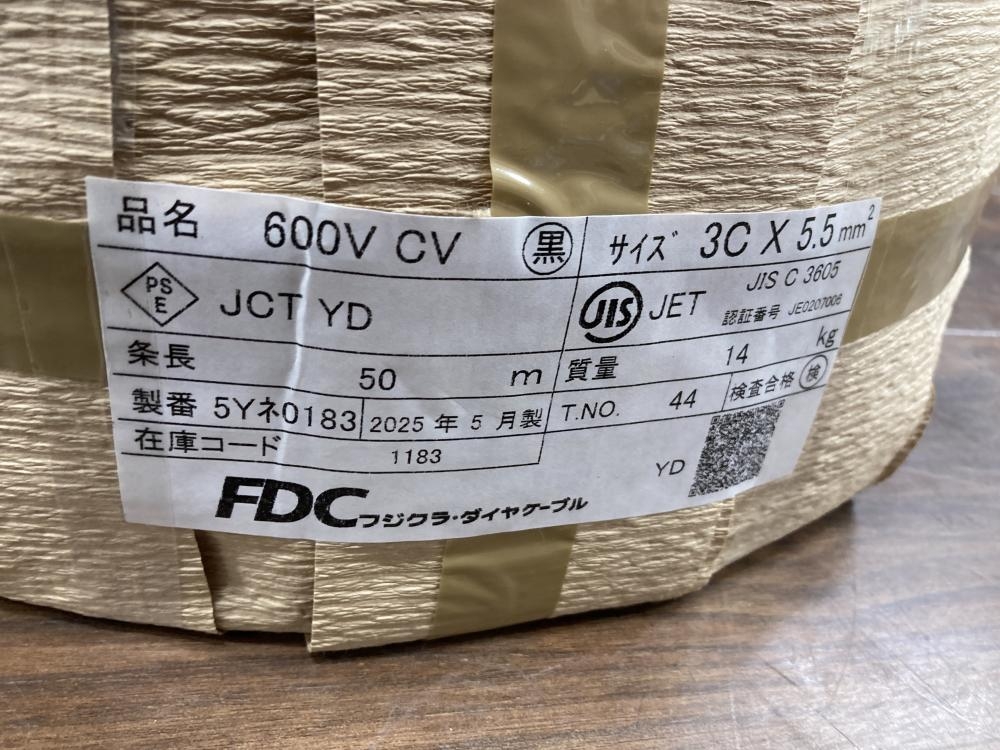 品名 600V CV 黒 サイズ 3C X 5.5mm²
PS E JCT YD JIS JET JIS C 3605
認証番号 JE0207006
条長 50 m 質量 14 kg
製番 5Yネ0183 2025 年 5 月製 T.NO. 44 検査合格 検
在庫コード 1183
YD
FDC フジクラ・ダイヤケーブル